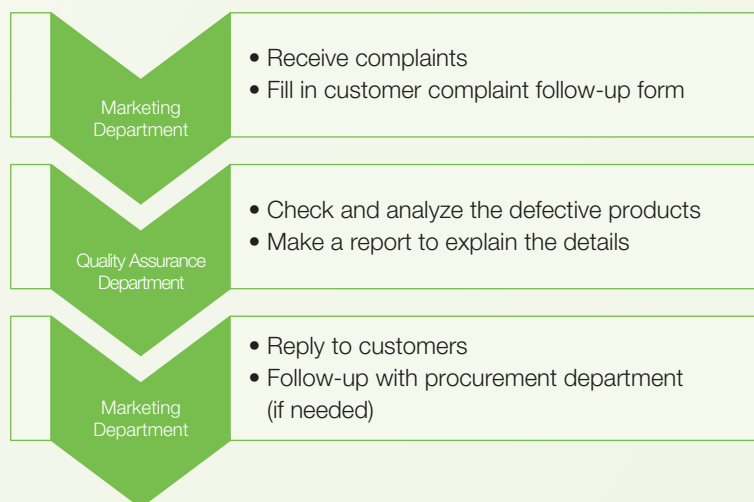 Marketing
Department
• Receive complaints
• Fill in customer complaint follow-up form
Quality Assurance
Department
• Check and analyze the defective products
• Make a report to explain the details
Marketing
Department
• Reply to customers
• Follow-up with procurement department
(if needed)